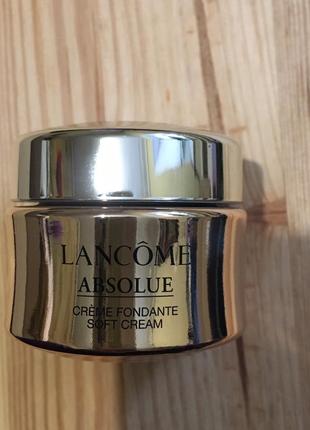 LANCÔME
ABSOLUE
CRÈME FONDANTE
SOFT CREAM